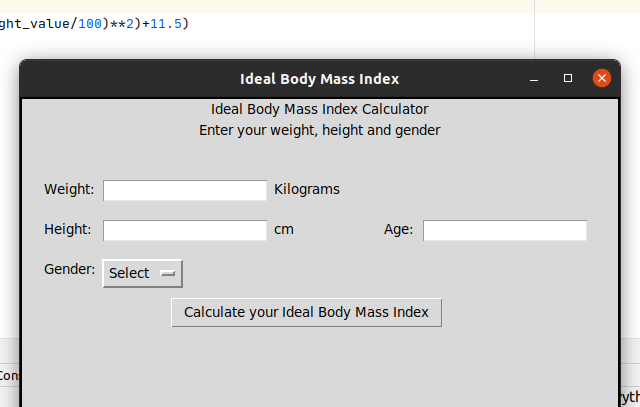 ght_value/100)**2)+11.5)
Ideal Body Mass Index
Ideal Body Mass Index Calculator
Enter your weight, height and gender
Weight: Kilograms
Height: cm Age:
Gender: Select
Calculate your Ideal Body Mass Index
Cons
yth